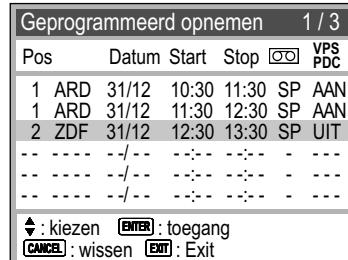 Geprogrammeerd opnemen 1 / 3
Pos Datum Start Stop VPS PDC
1 ARD 31/12 10:30 11:30 SP AAN
1 ARD 31/12 11:30 12:30 SP AAN
2 ZDF 31/12 12:30 13:30 SP UIT
-- ---- --/-- --:-- --:-- - ---
-- ---- --/-- --:-- --:-- - ---
-- ---- --/-- --:-- --:-- - ---
: kiezen ENTER : toegang
CANCEL : wissen EXIT : Exit